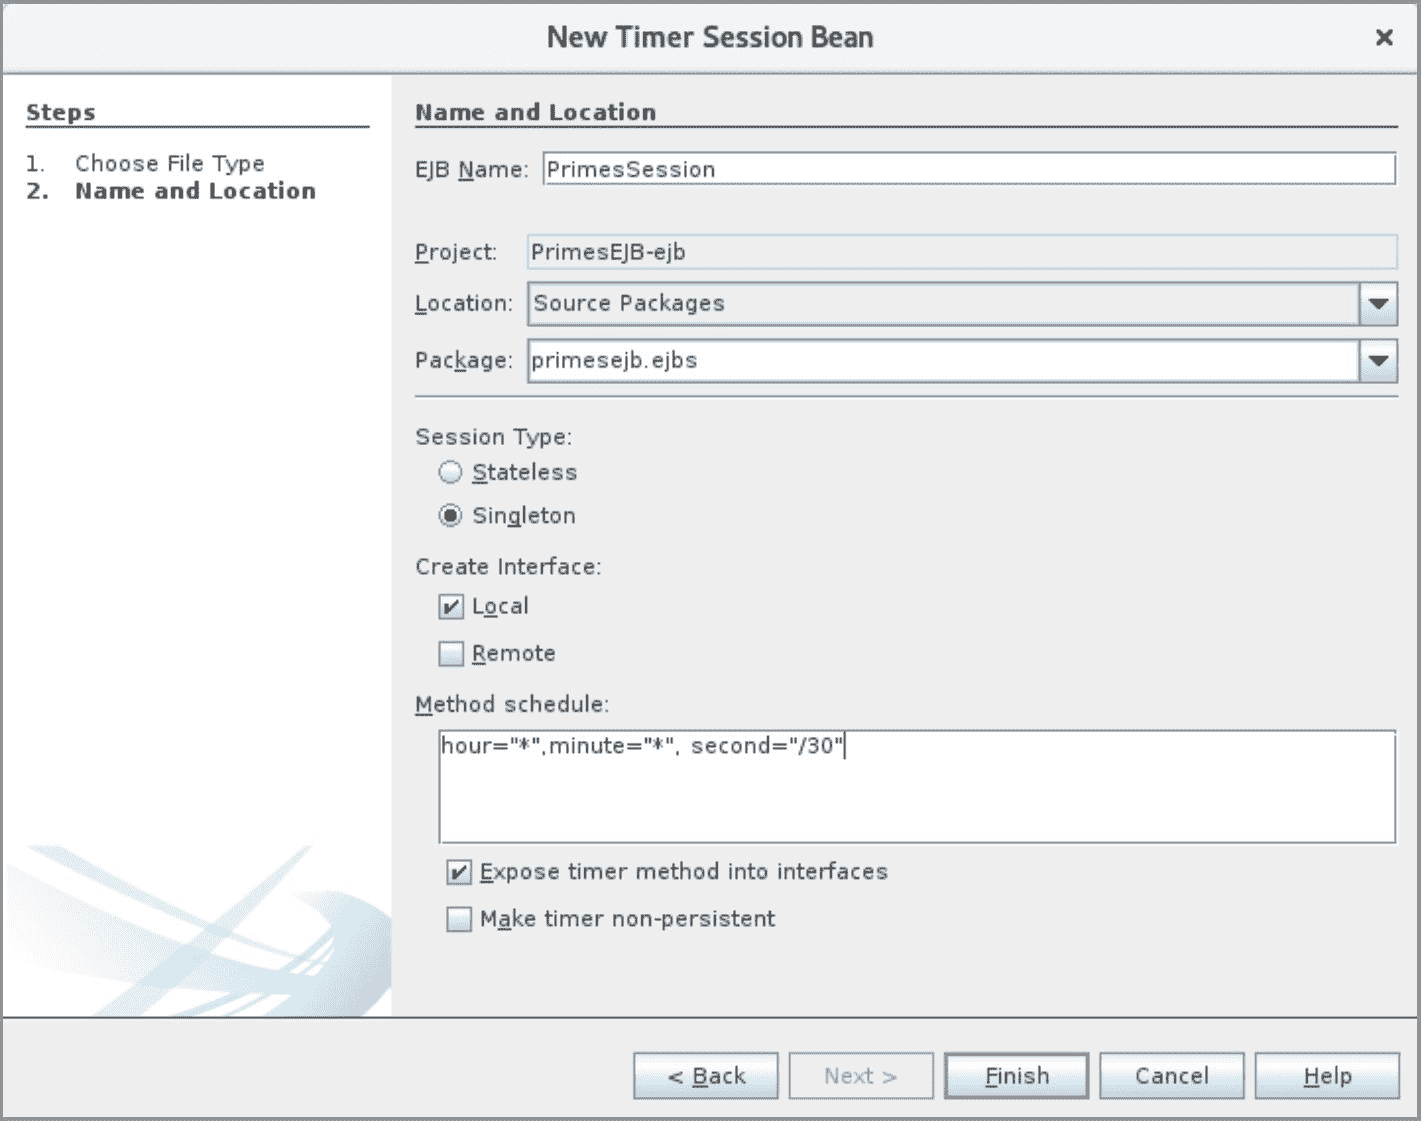 New Timer Session Bean
Steps
1. Choose File Type
2. Name and Location
Name and Location
EJB Name: PrimesSession
Project: PrimesEJB-ejb
Location: Source Packages
Package: primesejb.ejbs
Session Type:
Stateless
Singleton
Create Interface:
Local
Remote
Method schedule:
hour="*",minute="*", second="/30"
Expose timer method into interfaces
Make timer non-persistent
< Back Next > Finish Cancel Help